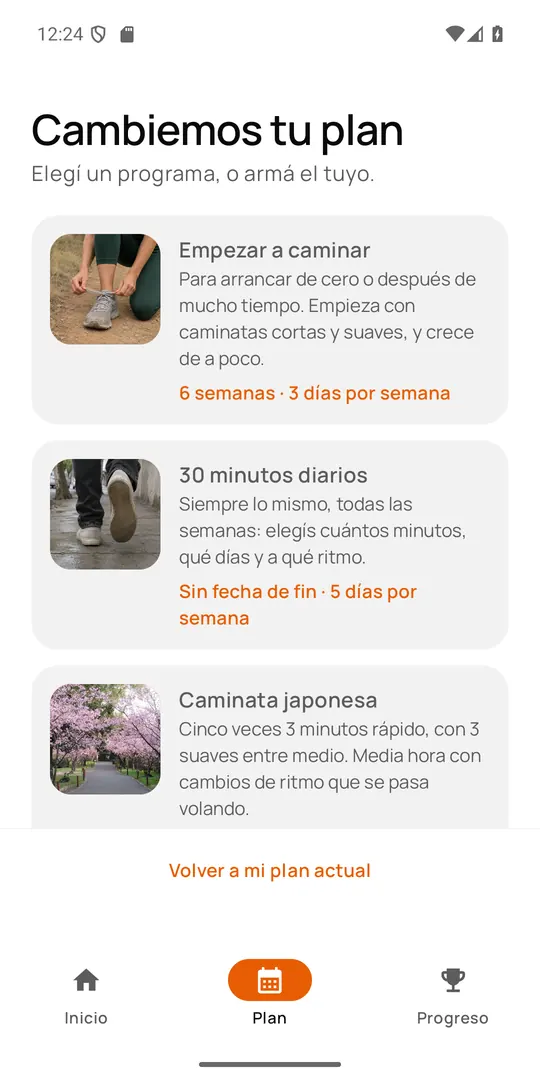 12:24
Cambiemos tu plan
Elegí un programa, o armá el tuyo.
Empezar a caminar
Para arrancar de cero o después de
mucho tiempo. Empieza con
caminatas cortas y suaves, y crece
de a poco.
6 semanas · 3 días por semana
30 minutos diarios
Siempre lo mismo, todas las
semanas: elegís cuántos minutos,
qué días y a qué ritmo.
Sin fecha de fin · 5 días por
semana
Caminata japonesa
Cinco veces 3 minutos rápido, con 3
suaves entre medio. Media hora con
cambios de ritmo que se pasa
volando.
Volver a mi plan actual
Inicio
Plan
Progreso